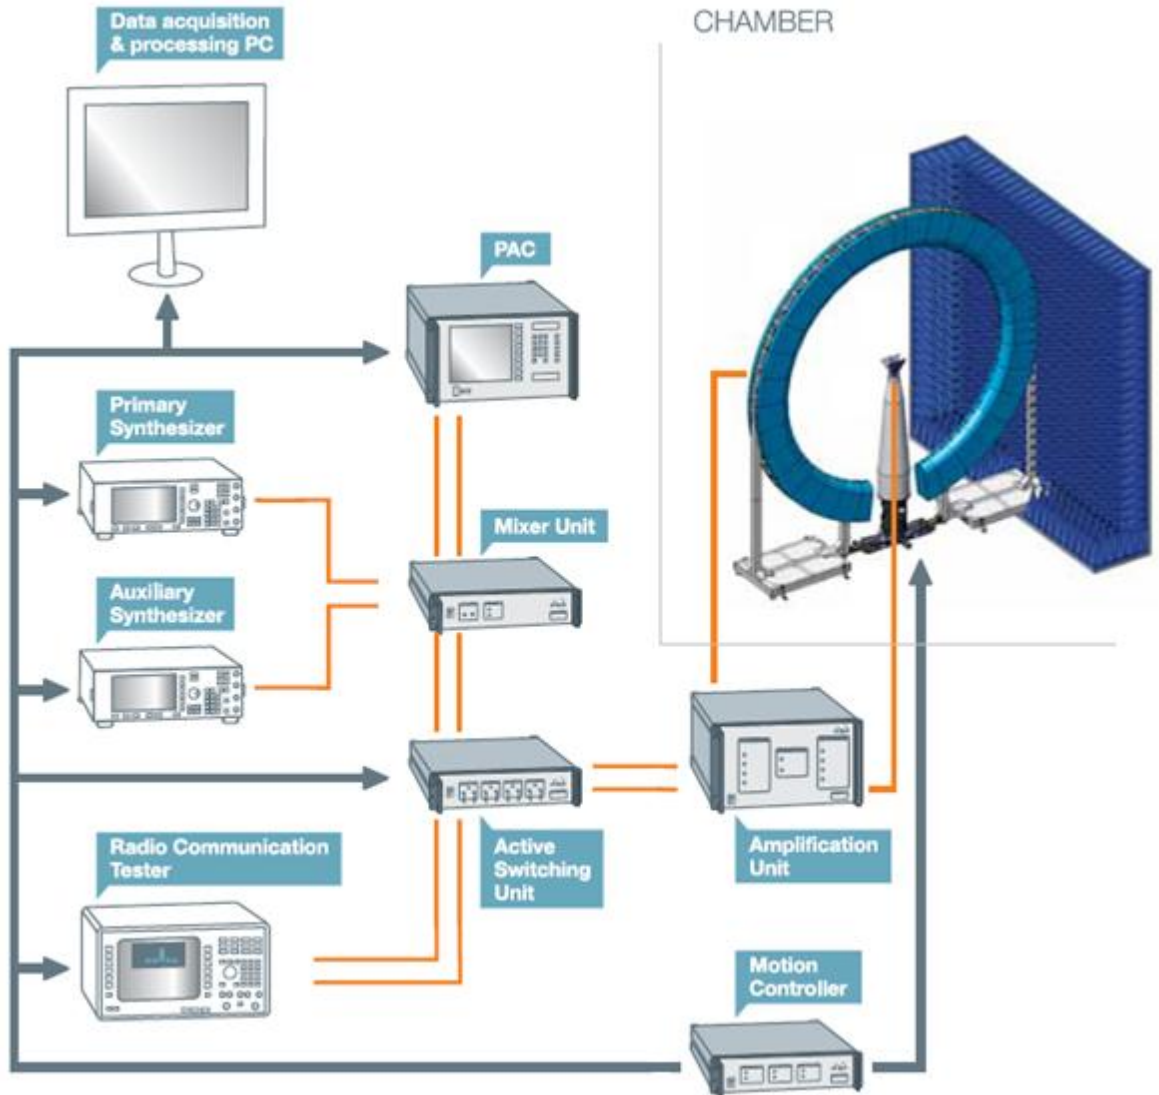 Data acquisition
& processing PC
CHAMBER
PAC
Primary
Synthesizer
Mixer Unit
Auxiliary
Synthesizer
Radio Communication
Tester
Active
Switching
Unit
Amplification
Unit
Motion
Controller